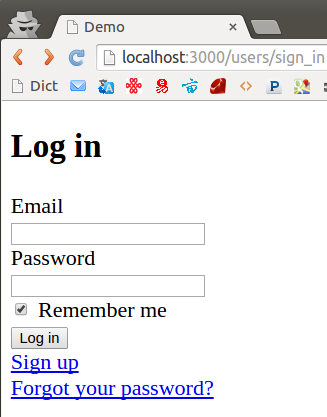 Demo
localhost:3000/users/sign_in
Dict
Log in
Email
Password
Remember me
Log in
Sign up
Forgot your password?